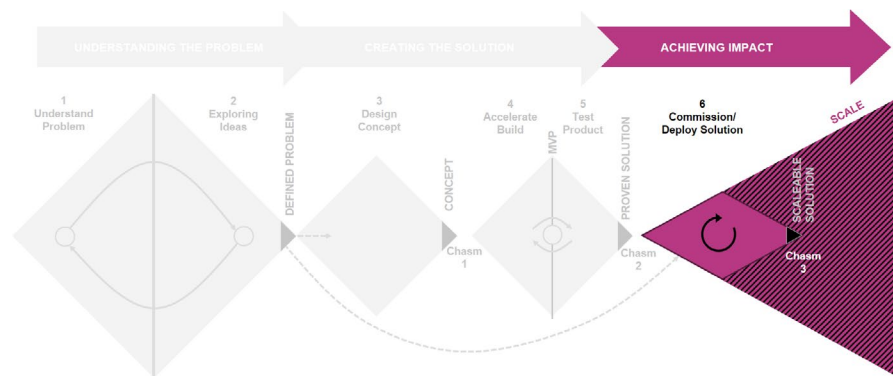 UNDERSTANDING THE PROBLEM
CREATING THE SOLUTION
ACHIEVING IMPACT
1
Understand
Problem
2
Exploring
Ideas
DEFINED PROBLEM
3
Design
Concept
CONCEPT
Chasm
1
4
Accelerate
Build
MVP
5
Test
Product
PROVEN SOLUTION
Chasm
2
6
Commission/
Deploy Solution
SCALE
SCALEABLE
SOLUTION
Chasm
3